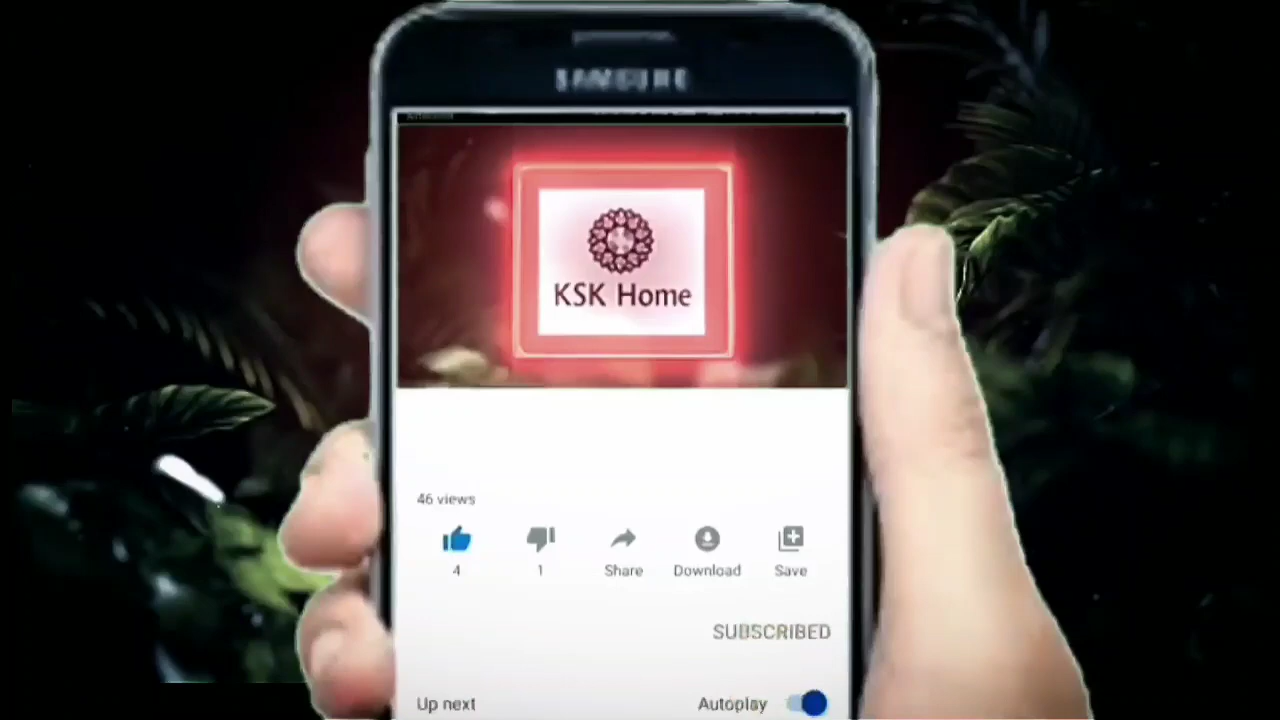 SAMSUNG
KSK Home
46 views
4
1
Share
Download
Save
SUBSCRIBED
Up next
Autoplay